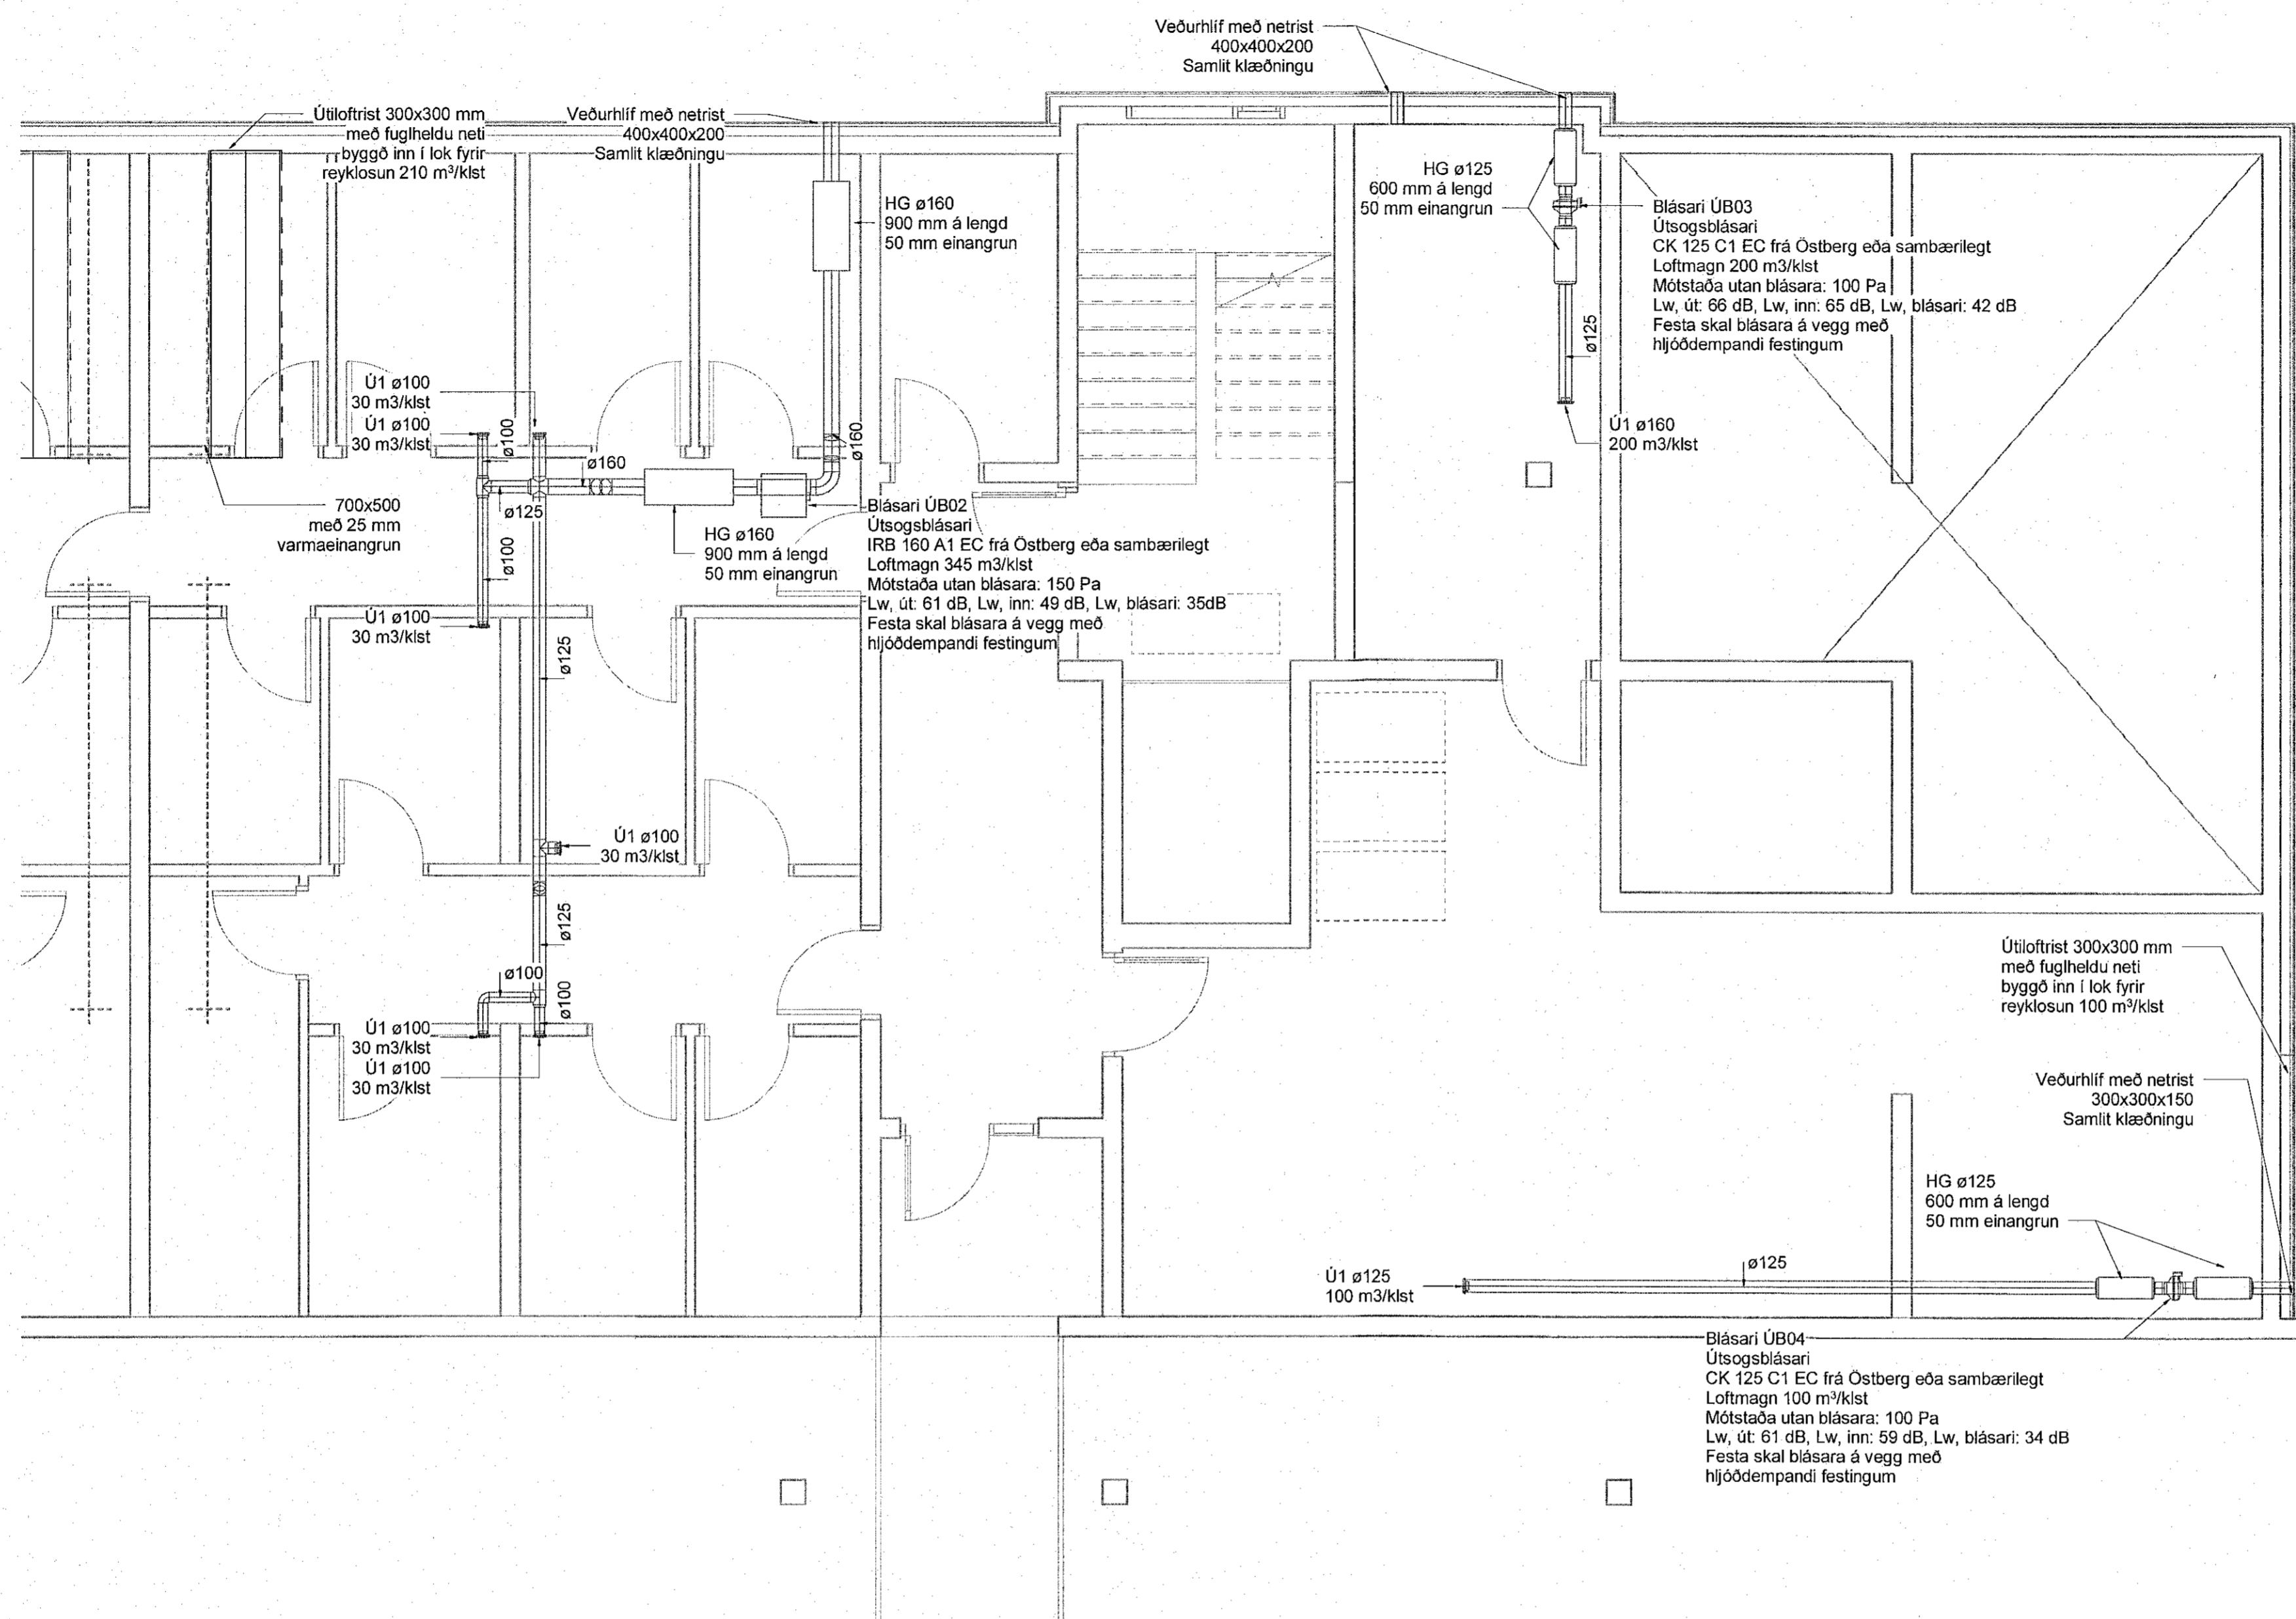 Veðurhlíf með netrist
400x400x200
Samlit klæðningu
Útiloftrist 300x300 mm
með fuglheldu neti
byggð inn í lok fyrir
reyklosun 210 m³/klst
Veðurhlíf með netrist
400x400x200
Samlit klæðningu
HG ø160
900 mm á lengd
50 mm einangrun
HG ø125
600 mm á lengd
50 mm einangrun
Blásari ÚB03
Útsogsblásari
CK 125 C1 EC frá Östberg eða sambærilegt
Loftmagn 200 m3/klst
Mótstaða utan blásara: 100 Pa
Lw, út: 66 dB, Lw, inn: 65 dB, Lw, blásari: 42 dB
Festa skal blásara á vegg með
hljóðdempandi festingum
ø125
Ú1 ø160
200 m3/klst
Ú1 ø100
30 m3/klst
Ú1 ø100
30 m3/klst
ø100
ø160
ø160
700x500
með 25 mm
varmaeinangrun
ø125
ø100
HG ø160
900 mm á lengd
50 mm einangrun
Blásari ÚB02
Útsogsblásari
IRB 160 A1 EC frá Östberg eða sambærilegt
Loftmagn 345 m3/klst
Mótstaða utan blásara: 150 Pa
Lw, út: 61 dB, Lw, inn: 49 dB, Lw, blásari: 35dB
Festa skal blásara á vegg með
hljóðdempandi festingum
Ú1 ø100
30 m3/klst
ø125
Ú1 ø100
30 m3/klst
ø125
ø100
ø100
Ú1 ø100
30 m3/klst
Ú1 ø100
30 m3/klst
Útiloftrist 300x300 mm
með fuglheldu neti
byggð inn í lok fyrir
reyklosun 100 m³/klst
Veðurhlíf með netrist
300x300x150
Samlit klæðningu
HG ø125
600 mm á lengd
50 mm einangrun
Ú1 ø125
100 m3/klst
ø125
Blásari ÚB04
Útsogsblásari
CK 125 C1 EC frá Östberg eða sambærilegt
Loftmagn 100 m³/klst
Mótstaða utan blásara: 100 Pa
Lw, út: 61 dB, Lw, inn: 59 dB, Lw, blásari: 34 dB
Festa skal blásara á vegg með
hljóðdempandi festingum